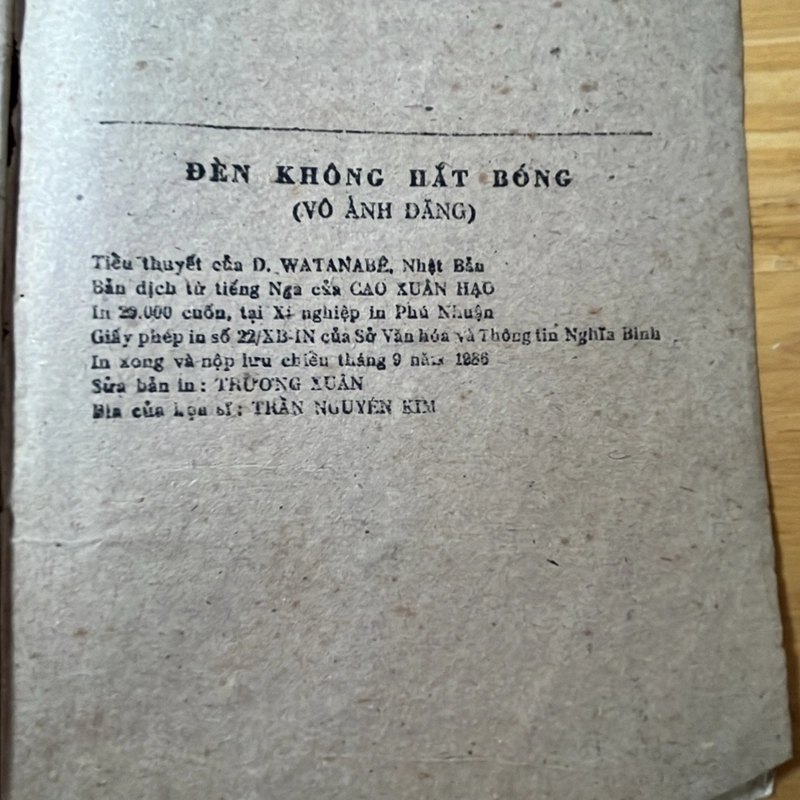 ĐÈN KHÔNG HẮT BÓNG
(VÔ ẢNH ĐĂNG)
Tiểu thuyết của D. WATANABÊ, Nhật Bản
Bản dịch từ tiếng Nga của CAO XUÂN HẠO
In 29.000 cuốn, tại Xí nghiệp in Phú Nhuận
Giấy phép in số 22/XB-IN của Sở Văn hóa và Thông tin Nghĩa Bình
In xong và nộp lưu chiểu tháng 9 năm 1986
Sửa bản in: TRƯƠNG XUÂN
Bìa của họa sĩ: TRẦN NGUYÊN KIM